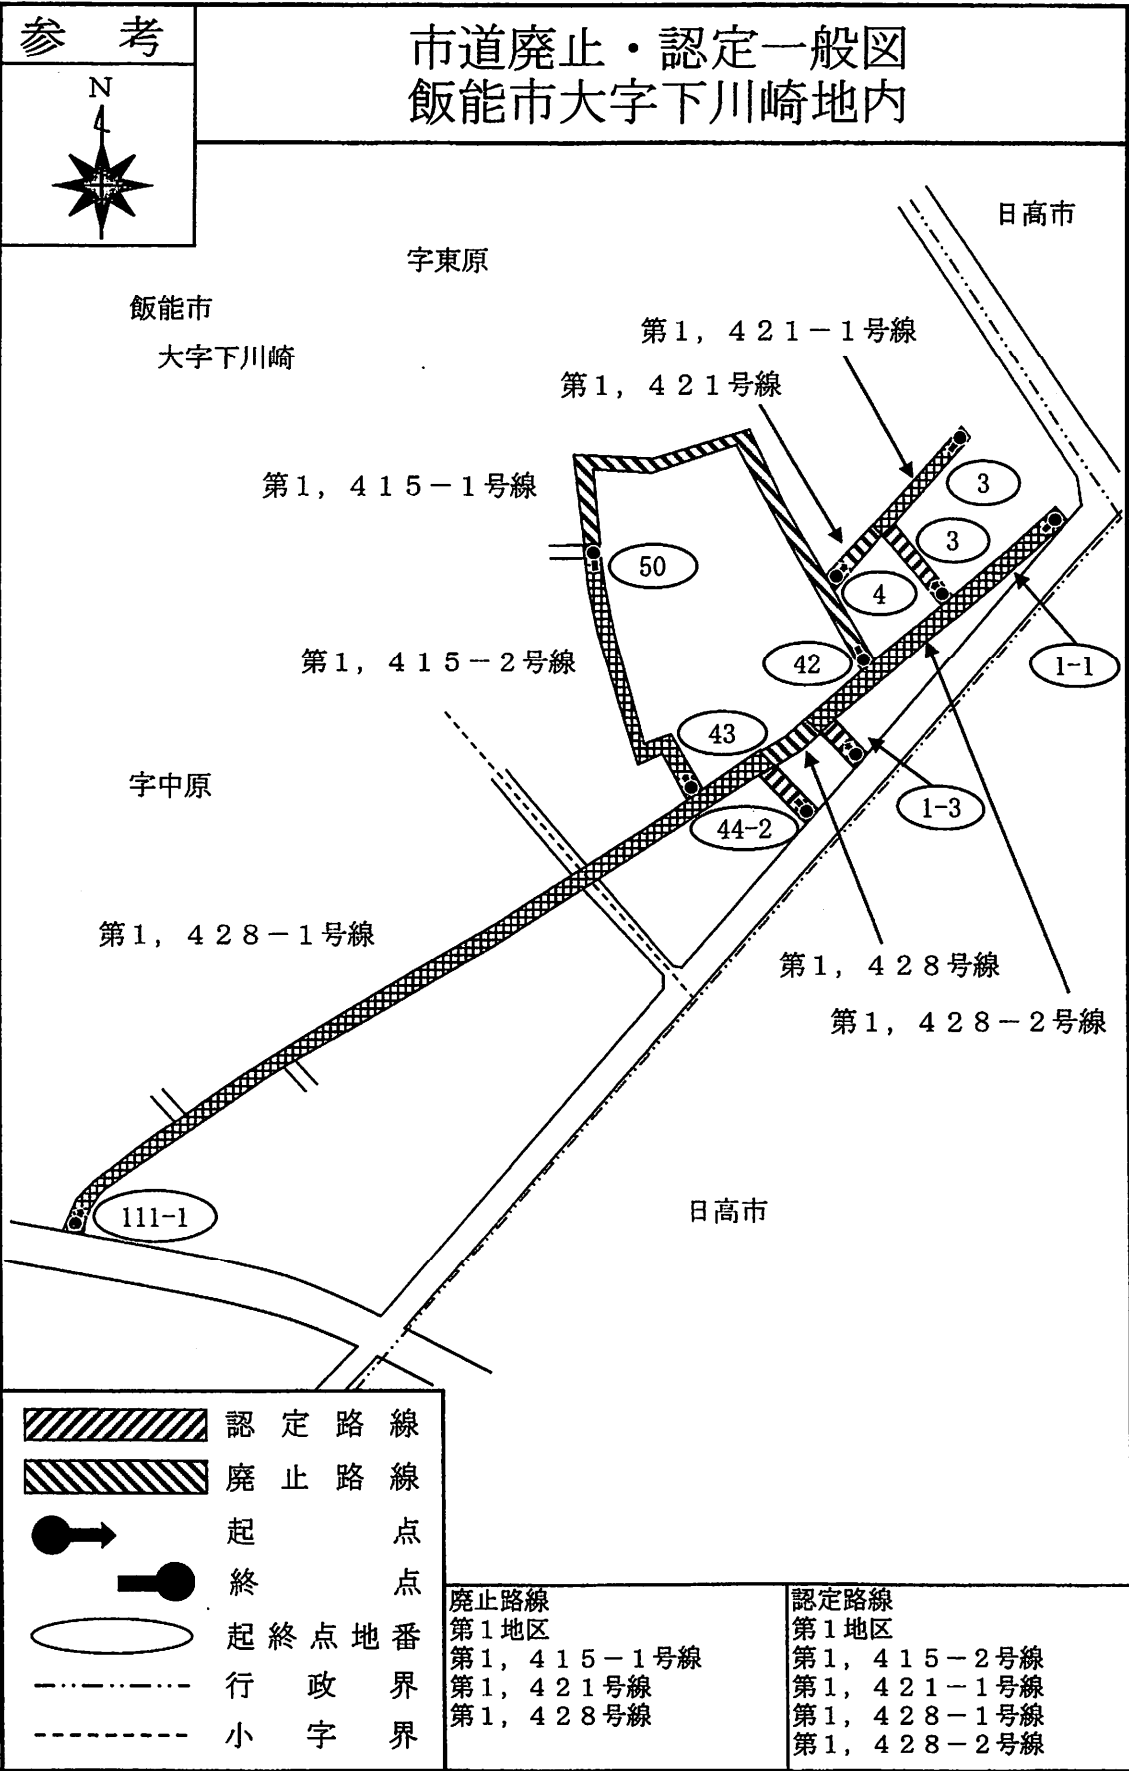 参考
市道廃止・認定一般図
飯能市大字下川崎地内
N
日高市
字東原
飯能市
大字下川崎
第1，421－1号線
第1，421号線
第1，415－1号線
3
3
50
4
第1，415－2号線
42
1-1
43
字中原
1-3
44-2
第1，428－1号線
第1，428号線
第1，428－2号線
111-1
日高市
認定路線
廃止路線
起点
終点
起終点地番
行政界
小字界
廃止路線
第1地区
第1，415－1号線
第1，421号線
第1，428号線
認定路線
第1地区
第1，415－2号線
第1，421－1号線
第1，428－1号線
第1，428－2号線